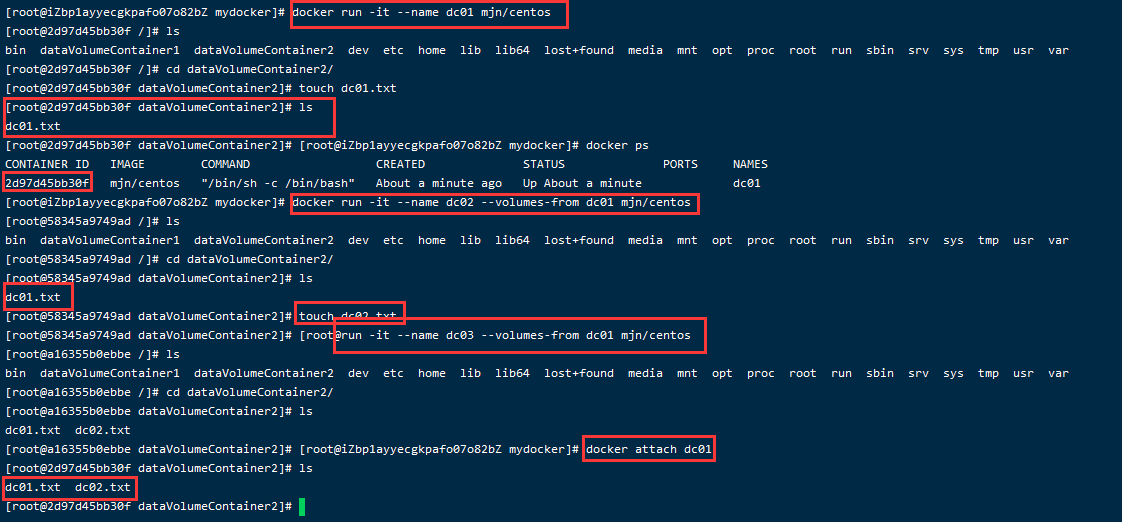 [root@iZbp1ayyecgkpafo07o82bZ mydocker]# docker run -it --name dc01 mjn/centos
[root@2d97d45bb30f /]# ls
bin  dataVolumeContainer1  dataVolumeContainer2  dev  etc  home  lib  lib64  lost+found  media  mnt  opt  proc  root  run  sbin  srv  sys  tmp  usr  var
[root@2d97d45bb30f /]# cd dataVolumeContainer2/
[root@2d97d45bb30f dataVolumeContainer2]# touch dc01.txt
[root@2d97d45bb30f dataVolumeContainer2]# ls
dc01.txt
[root@2d97d45bb30f dataVolumeContainer2]# [root@iZbp1ayyecgkpafo07o82bZ mydocker]# docker ps
CONTAINER ID   IMAGE        COMMAND                  CREATED              STATUS              PORTS     NAMES
2d97d45bb30f   mjn/centos   "/bin/sh -c /bin/bash"   About a minute ago   Up About a minute             dc01
[root@iZbp1ayyecgkpafo07o82bZ mydocker]# docker run -it --name dc02 --volumes-from dc01 mjn/centos
[root@58345a9749ad /]# ls
bin  dataVolumeContainer1  dataVolumeContainer2  dev  etc  home  lib  lib64  lost+found  media  mnt  opt  proc  root  run  sbin  srv  sys  tmp  usr  var
[root@58345a9749ad /]# cd dataVolumeContainer2/
[root@58345a9749ad dataVolumeContainer2]# ls
dc01.txt
[root@58345a9749ad dataVolumeContainer2]# touch dc02.txt
[root@58345a9749ad dataVolumeContainer2]# [root@run -it --name dc03 --volumes-from dc01 mjn/centos
[root@a16355b0ebbe /]# ls
bin  dataVolumeContainer1  dataVolumeContainer2  dev  etc  home  lib  lib64  lost+found  media  mnt  opt  proc  root  run  sbin  srv  sys  tmp  usr  var
[root@a16355b0ebbe /]# cd dataVolumeContainer2/
[root@a16355b0ebbe dataVolumeContainer2]# ls
dc01.txt  dc02.txt
[root@a16355b0ebbe dataVolumeContainer2]# [root@iZbp1ayyecgkpafo07o82bZ mydocker]# docker attach dc01
[root@2d97d45bb30f dataVolumeContainer2]# ls
dc01.txt  dc02.txt
[root@2d97d45bb30f dataVolumeContainer2]#